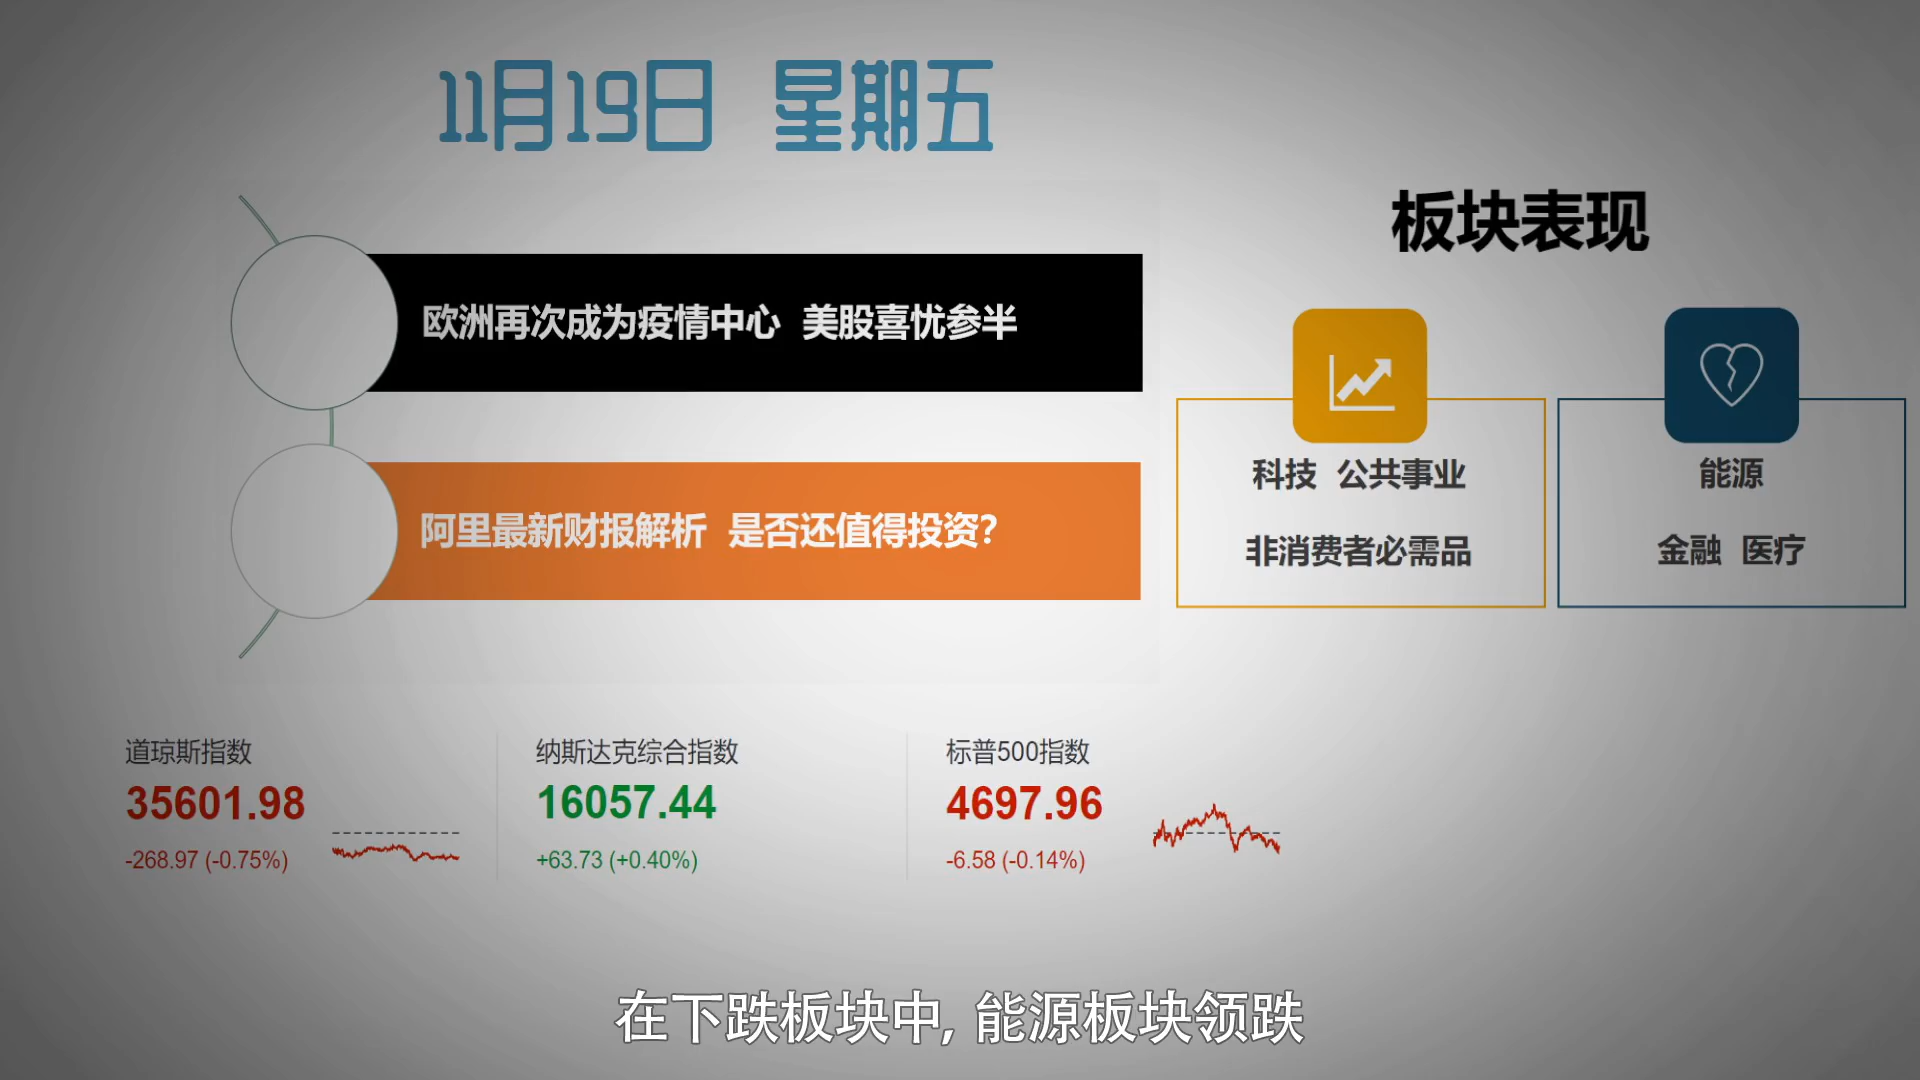 11月19日 星期五
欧洲再次成为疫情中心 美股喜忧参半
阿里最新财报解析 是否还值得投资?
板块表现
科技 公共事业
非消费者必需品
能源
金融 医疗
道琼斯指数
35601.98
-268.97 (-0.75%)
纳斯达克综合指数
16057.44
+63.73 (+0.40%)
标普500指数
4697.96
-6.58 (-0.14%)
在下跌板块中, 能源板块领跌